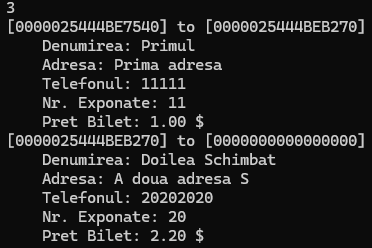 3
[0000025444BE7540] to [0000025444BEB270]
Denumirea: Primul
Adresa: Prima adresa
Telefonul: 11111
Nr. Exponate: 11
Pret Bilet: 1.00 $
[0000025444BEB270] to [0000000000000000]
Denumirea: Doilea Schimbat
Adresa: A doua adresa S
Telefonul: 20202020
Nr. Exponate: 20
Pret Bilet: 2.20 $